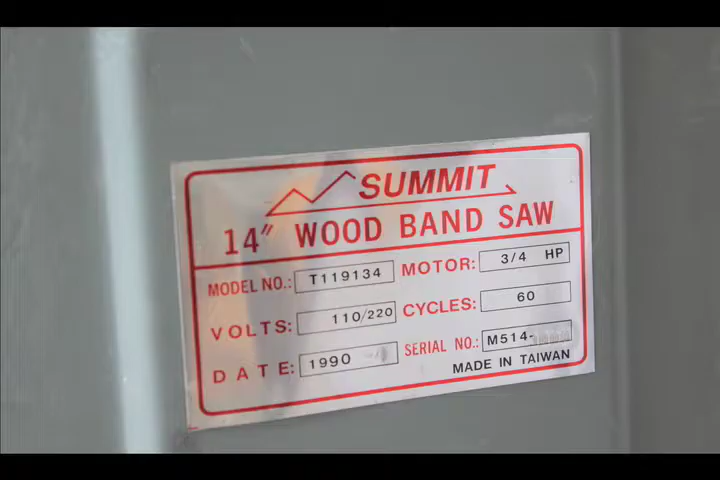 SUMMIT
14" WOOD BAND SAW
MODEL NO.: T119134 MOTOR: 3/4 HP
VOLTS: 110/220 CYCLES: 60
DATE: 1990 SERIAL NO.: M514-
MADE IN TAIWAN